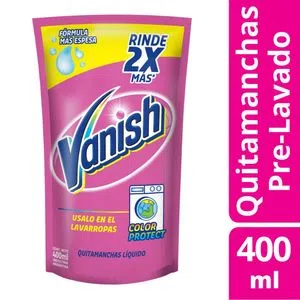 FÓRMULA
MÁS ESPESA
RINDE
2X
MÁS*
Vanish
USALO EN EL
LAVARROPAS
COLOR
PROTECT
400ml
QUITAMANCHAS LÍQUIDO
Quitamanchas
Pre-Lavado
400
ml